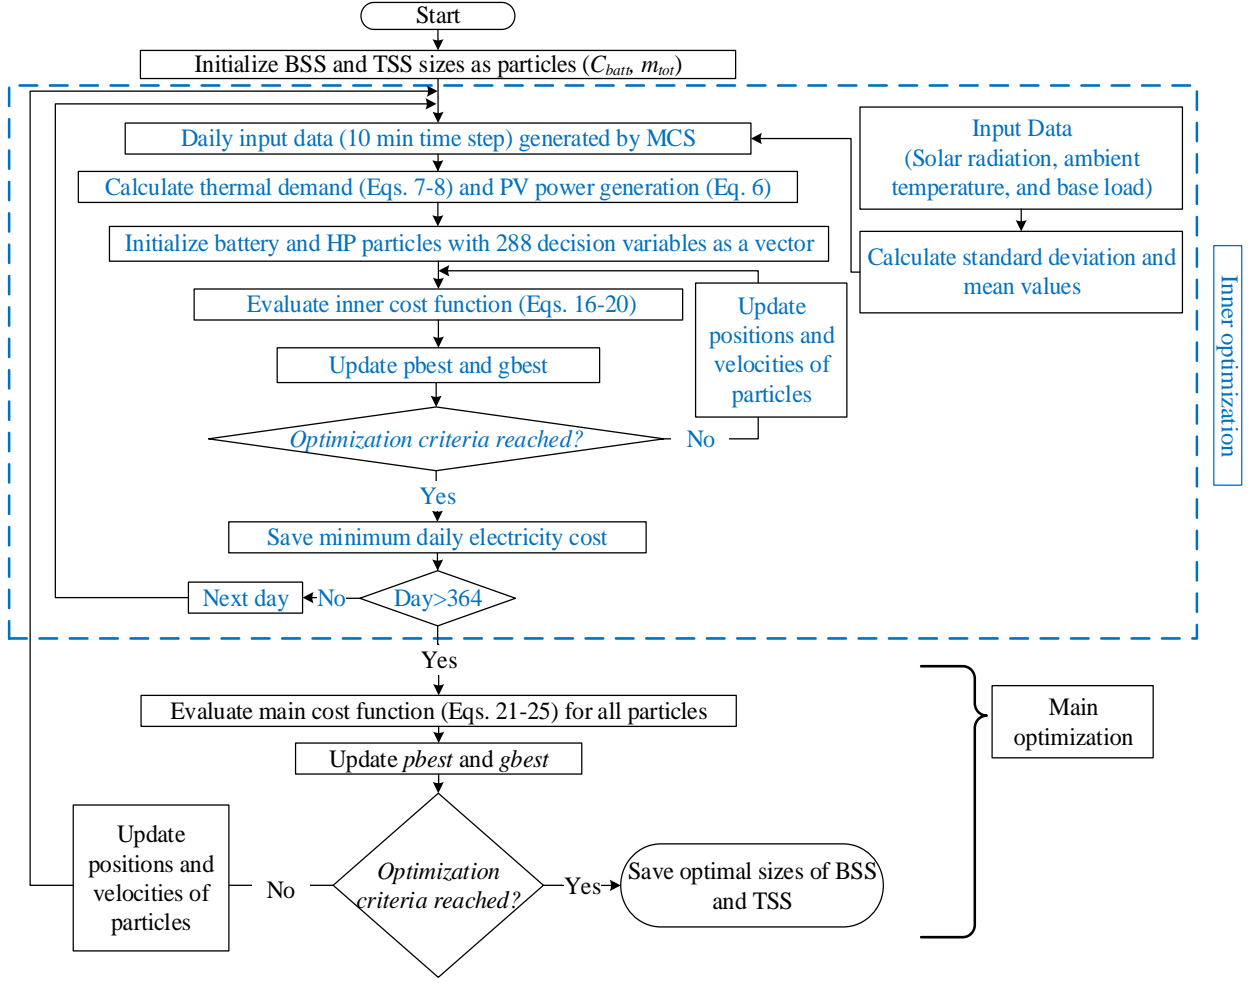 Start
Initialize BSS and TSS sizes as particles (C_batt, m_tot)
Daily input data (10 min time step) generated by MCS
Input Data
(Solar radiation, ambient
temperature, and base load)
Calculate thermal demand (Eqs. 7-8) and PV power generation (Eq. 6)
Initialize battery and HP particles with 288 decision variables as a vector
Calculate standard deviation and
mean values
Evaluate inner cost function (Eqs. 16-20)
Update
positions and
velocities of
particles
Inner optimization
Update pbest and gbest
Optimization criteria reached?
No
Yes
Save minimum daily electricity cost
Next day
No
Day>364
Yes
Evaluate main cost function (Eqs. 21-25) for all particles
Main
optimization
Update pbest and gbest
Update
positions and
velocities of
particles
No
Optimization
criteria reached?
Yes
Save optimal sizes of BSS
and TSS